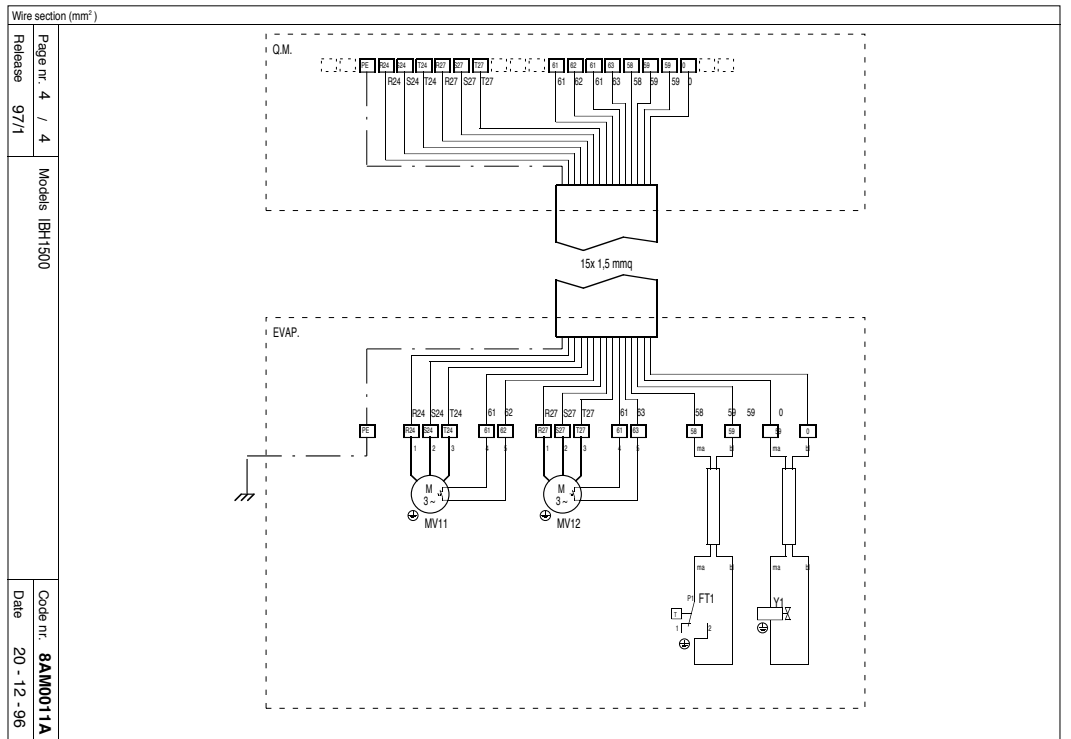 Wire section (mm²)
Page nr. 4 / 4
Release 97/1
Models IBH1500
Code nr. 8AM0011A
Date 20 - 12 - 96
Q.M.
PE R24 S24 T24 R27 S27 T27 61 62 61 63 58 59 59 0
R24 S24 T24 R27 S27 T27 61 62 61 63 58 59 59 0
15x 1,5 mmq
EVAP.
R24 S24 T24 61 62 R27 S27 T27 61 63 58 59 59 0
PE R24 S24 T24 61 62 R27 S27 T27 61 63 58 59 59 0
1 2 3 4 5 1 2 3 4 5 ma bl ma bl
M
3 ~
M
3 ~
MV11
MV12
ma bl ma bl
P1 FT1
T
1 2
Y1